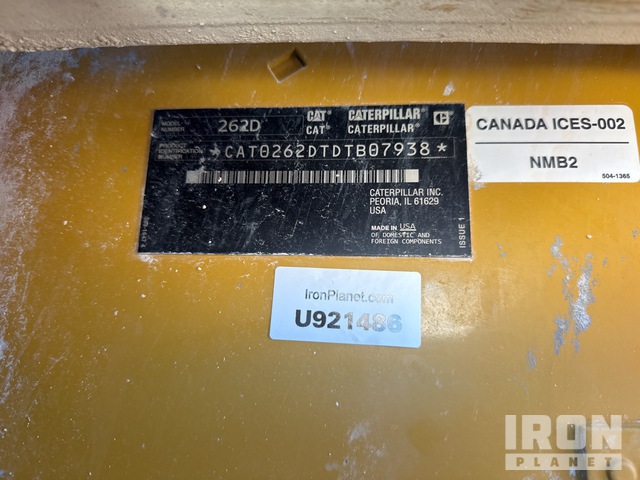 MODEL NUMBER 262D CAT® CATERPILLAR®
CAT® CATERPILLAR®
PRODUCT IDENTIFICATION NUMBER *CAT0262DTDTB07938*
CATERPILLAR INC.
PEORIA, IL 61629
USA
MADE IN USA
OF DOMESTIC AND
FOREIGN COMPONENTS
ISSUE 1
CANADA ICES-002
NMB2
504-1365
IronPlanet.com
U921486
IRON
PLANET